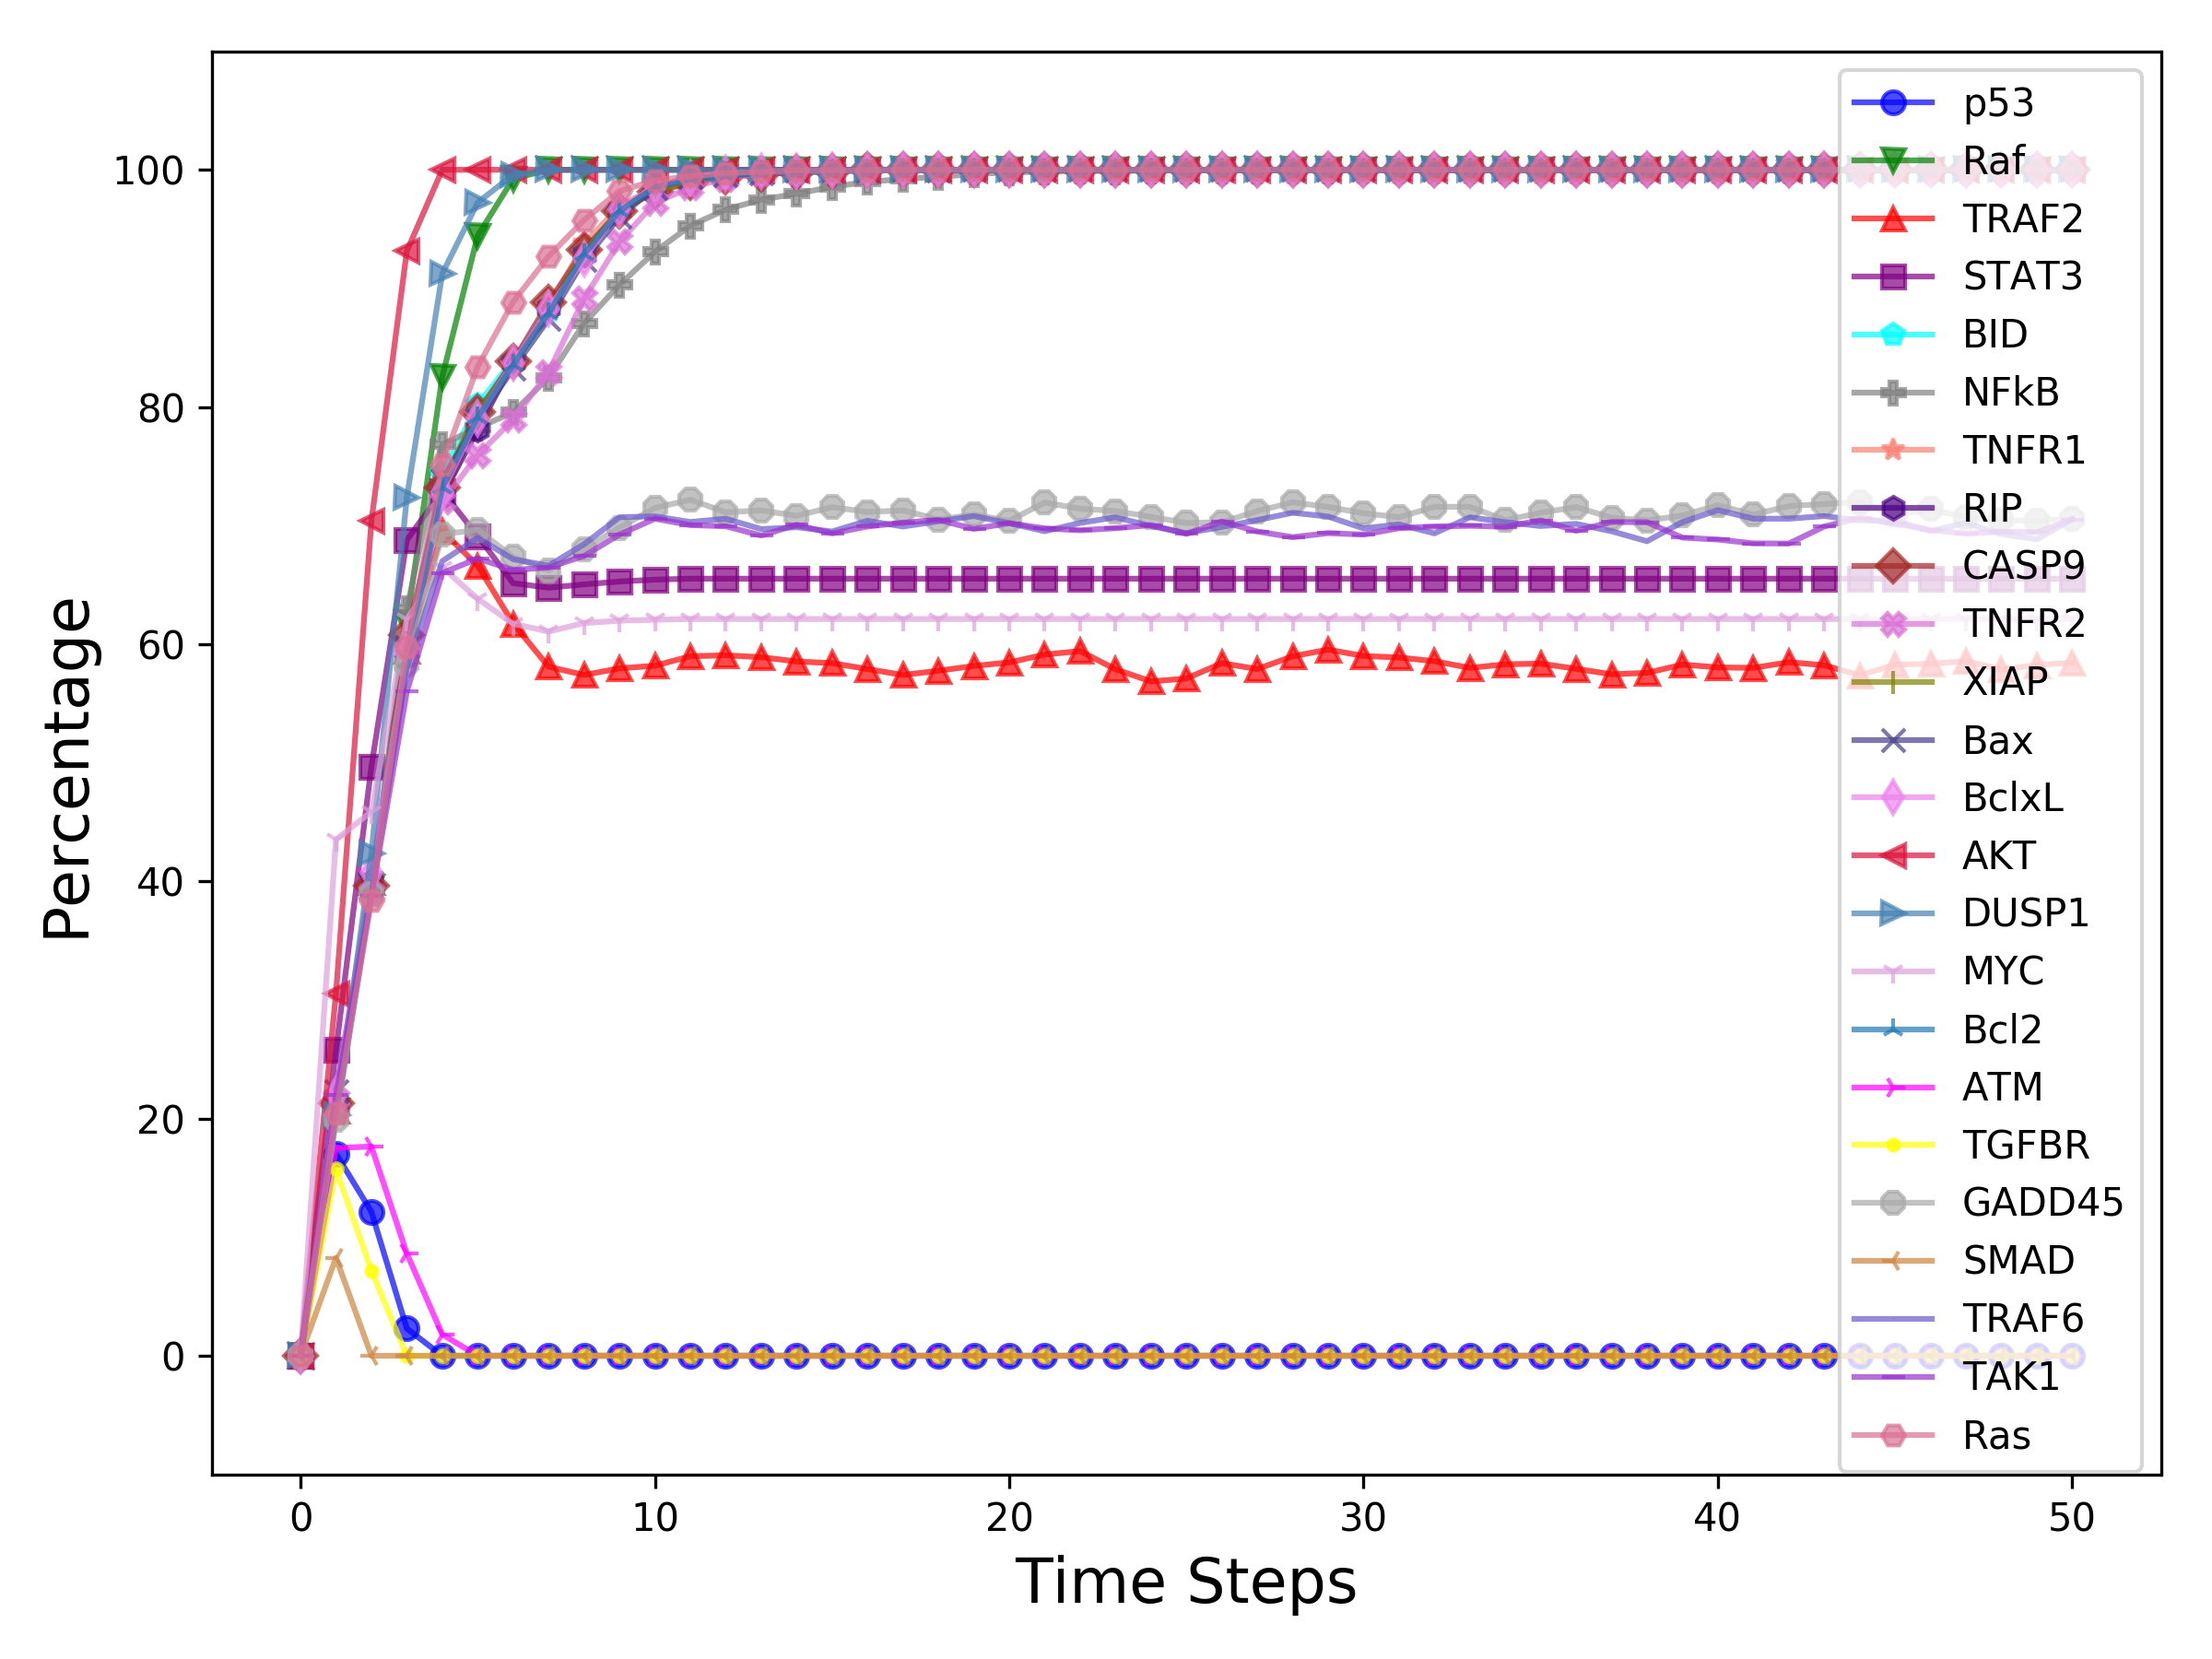 100
80
60
40
20
0
Percentage
0 10 20 30 40 50
Time Steps
p53
Raf
TRAF2
STAT3
BID
NFkB
TNFR1
RIP
CASP9
TNFR2
XIAP
Bax
BclxL
AKT
DUSP1
MYC
Bcl2
ATM
TGFBR
GADD45
SMAD
TRAF6
TAK1
Ras